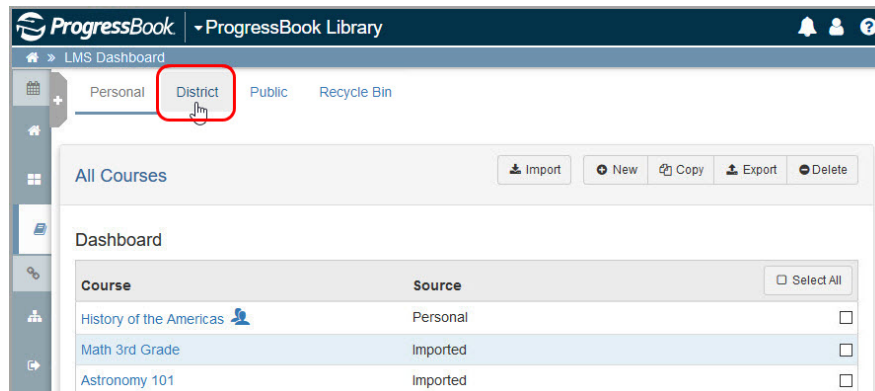 ProgressBook ProgressBook Library
» LMS Dashboard
Personal District Public Recycle Bin
All Courses Import New Copy Export Delete
Dashboard
Course Source Select All
History of the Americas Personal
Math 3rd Grade Imported
Astronomy 101 Imported